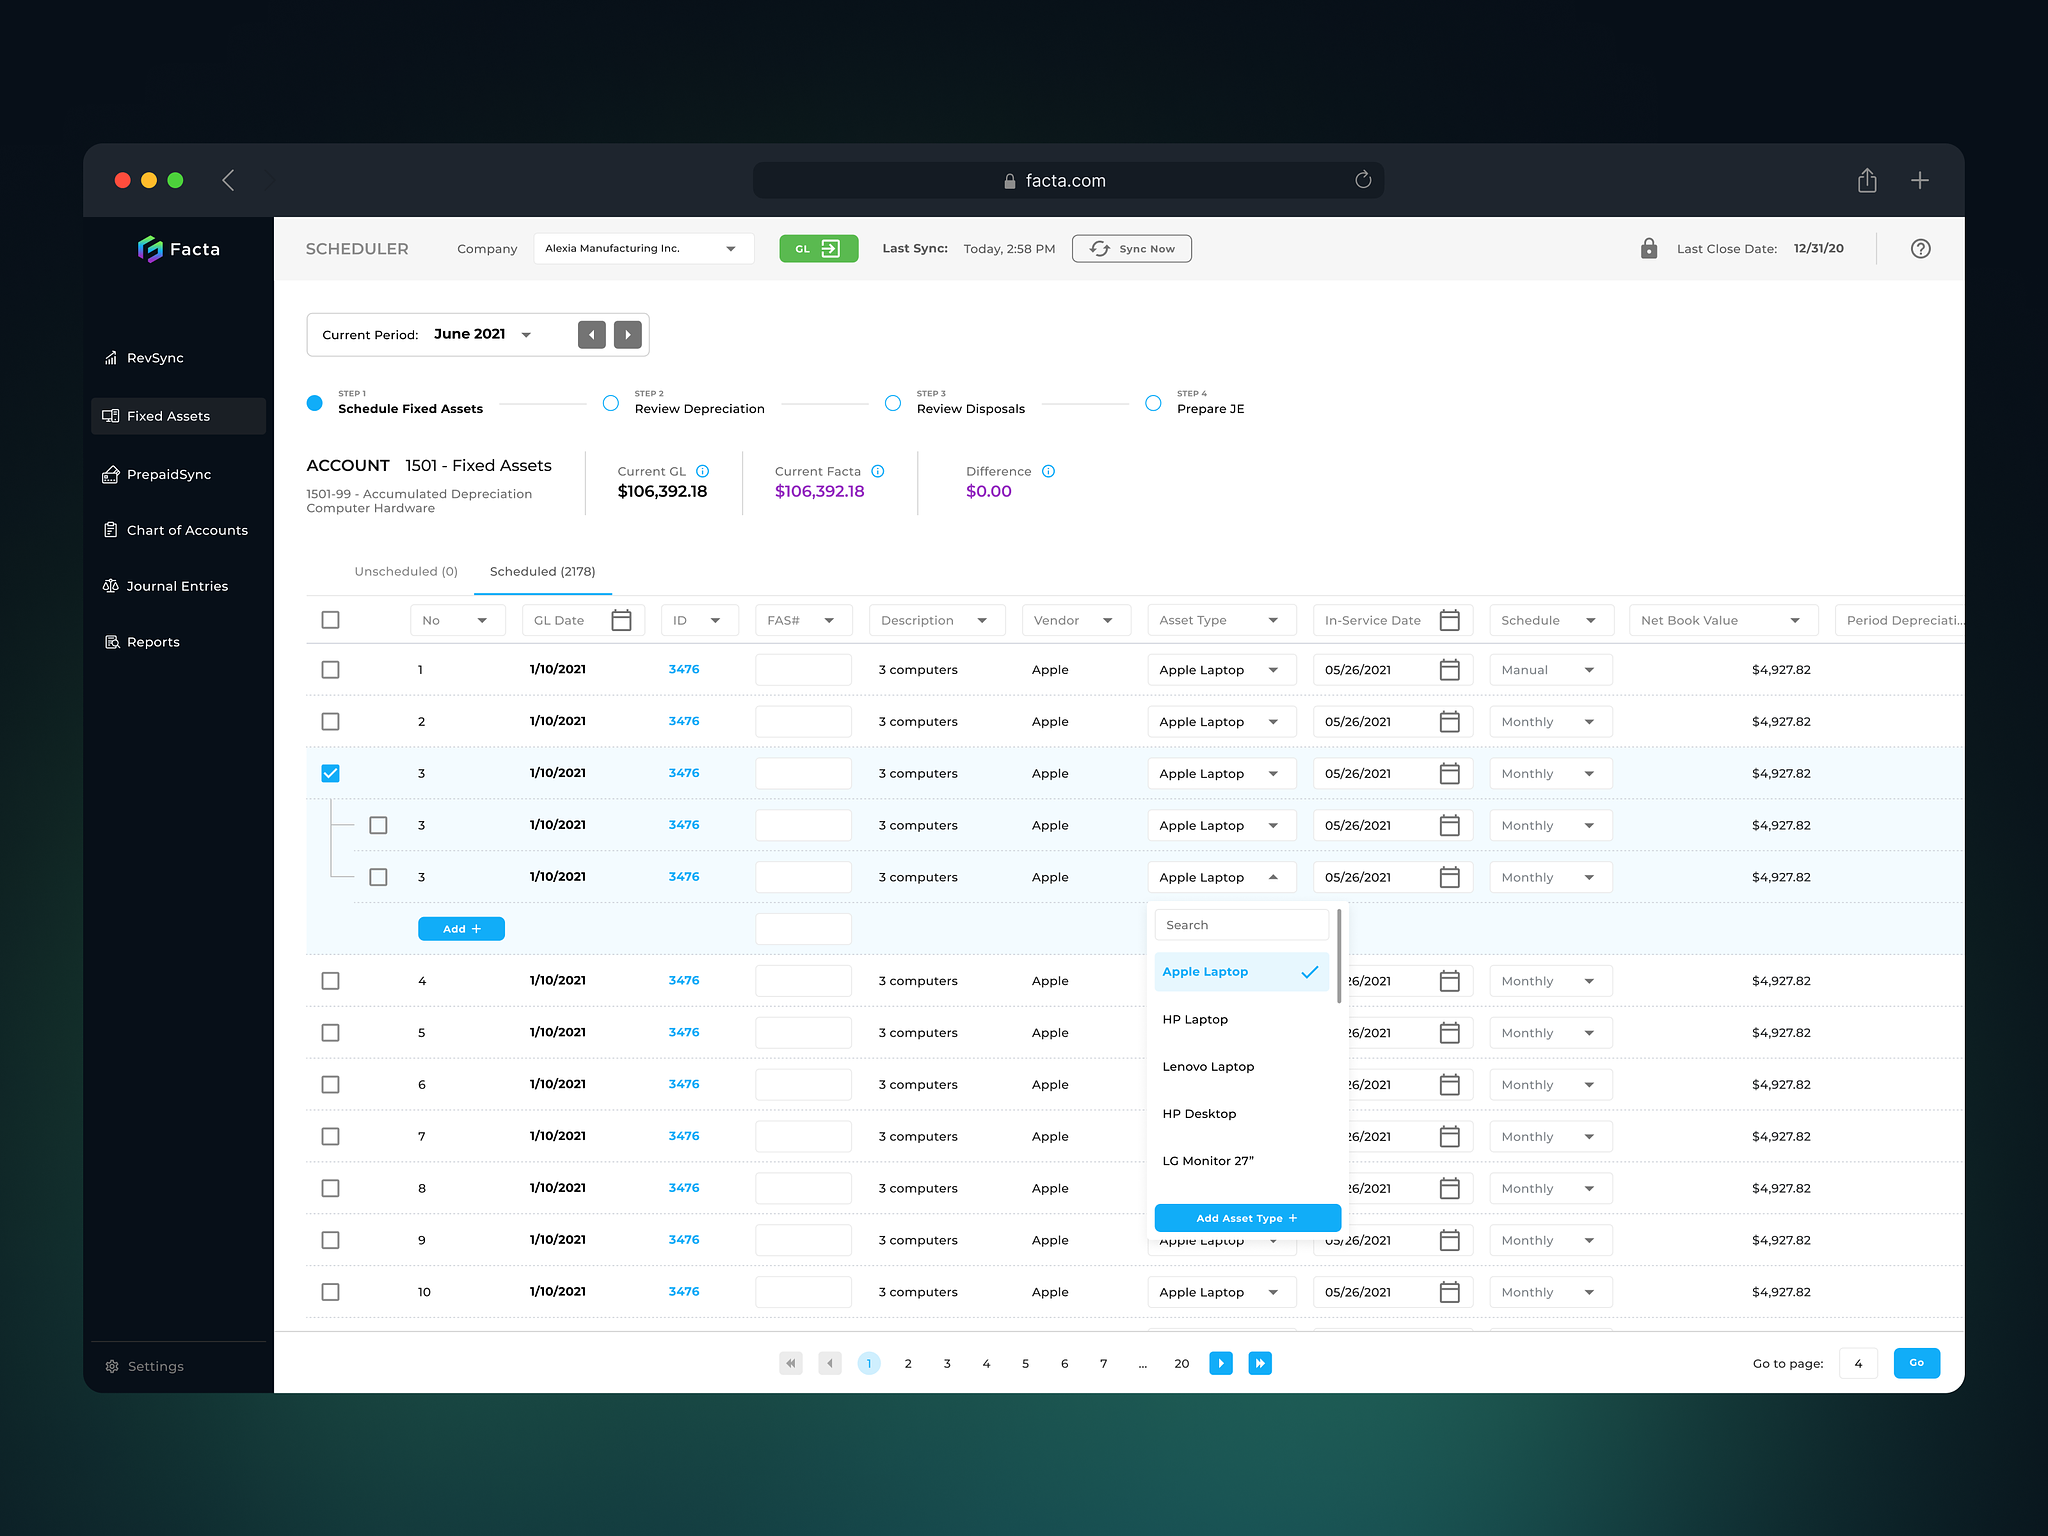 facta.com
Facta
SCHEDULER Company Alexia Manufacturing Inc. GL Last Sync: Today, 2:58 PM Sync Now Last Close Date: 12/31/20
RevSync
Fixed Assets
PrepaidSync
Chart of Accounts
Journal Entries
Reports
Settings
Current Period: June 2021
STEP 1
Schedule Fixed Assets
STEP 2
Review Depreciation
STEP 3
Review Disposals
STEP 4
Prepare JE
ACCOUNT 1501 - Fixed Assets
1501-99 - Accumulated Depreciation
Computer Hardware
Current GL
$106,392.18
Current Facta
$106,392.18
Difference
$0.00
Unscheduled (0) Scheduled (2178)
No GL Date ID FAS# Description Vendor Asset Type In-Service Date Schedule Net Book Value Period Depreciati...
1 1/10/2021 3476 3 computers Apple Apple Laptop 05/26/2021 Manual $4,927.82
2 1/10/2021 3476 3 computers Apple Apple Laptop 05/26/2021 Monthly $4,927.82
3 1/10/2021 3476 3 computers Apple Apple Laptop 05/26/2021 Monthly $4,927.82
3 1/10/2021 3476 3 computers Apple Apple Laptop 05/26/2021 Monthly $4,927.82
3 1/10/2021 3476 3 computers Apple Apple Laptop 05/26/2021 Monthly $4,927.82
Add +
Search
Apple Laptop
HP Laptop
Lenovo Laptop
HP Desktop
LG Monitor 27”
Add Asset Type +
4 1/10/2021 3476 3 computers Apple 26/2021 Monthly $4,927.82
5 1/10/2021 3476 3 computers Apple 26/2021 Monthly $4,927.82
6 1/10/2021 3476 3 computers Apple 26/2021 Monthly $4,927.82
7 1/10/2021 3476 3 computers Apple 26/2021 Monthly $4,927.82
8 1/10/2021 3476 3 computers Apple 26/2021 Monthly $4,927.82
9 1/10/2021 3476 3 computers Apple Apple Laptop 05/26/2021 Monthly $4,927.82
10 1/10/2021 3476 3 computers Apple Apple Laptop 05/26/2021 Monthly $4,927.82
1 2 3 4 5 6 7 ... 20 Go to page: 4 Go